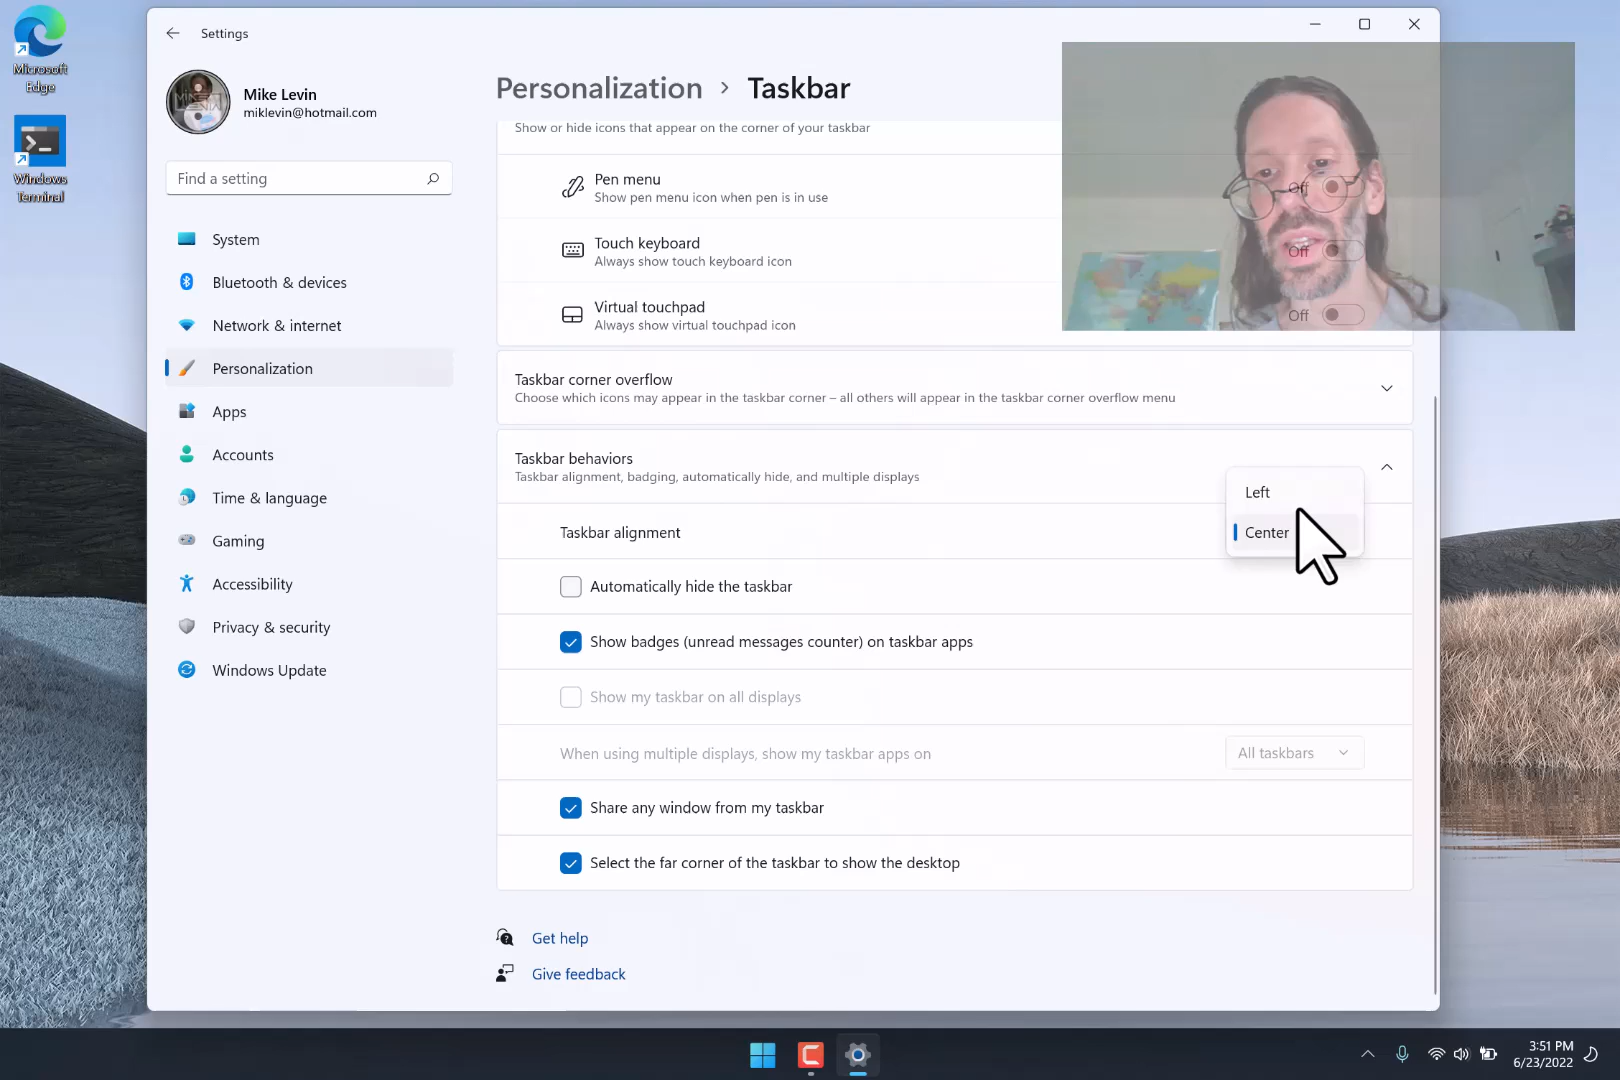 Microsoft
Edge
Windows
Terminal
Settings
Mike Levin
miklevin@hotmail.com
Find a setting
System
Bluetooth & devices
Network & internet
Personalization
Apps
Accounts
Time & language
Gaming
Accessibility
Privacy & security
Windows Update
Personalization > Taskbar
Show or hide icons that appear on the corner of your taskbar
Pen menu
Show pen menu icon when pen is in use
Off
Touch keyboard
Always show touch keyboard icon
Off
Virtual touchpad
Always show virtual touchpad icon
Off
Taskbar corner overflow
Choose which icons may appear in the taskbar corner – all others will appear in the taskbar corner overflow menu
Taskbar behaviors
Taskbar alignment, badging, automatically hide, and multiple displays
Left
Taskbar alignment
Center
Automatically hide the taskbar
Show badges (unread messages counter) on taskbar apps
Show my taskbar on all displays
When using multiple displays, show my taskbar apps on
All taskbars
Share any window from my taskbar
Select the far corner of the taskbar to show the desktop
Get help
Give feedback
3:51 PM
6/23/2022